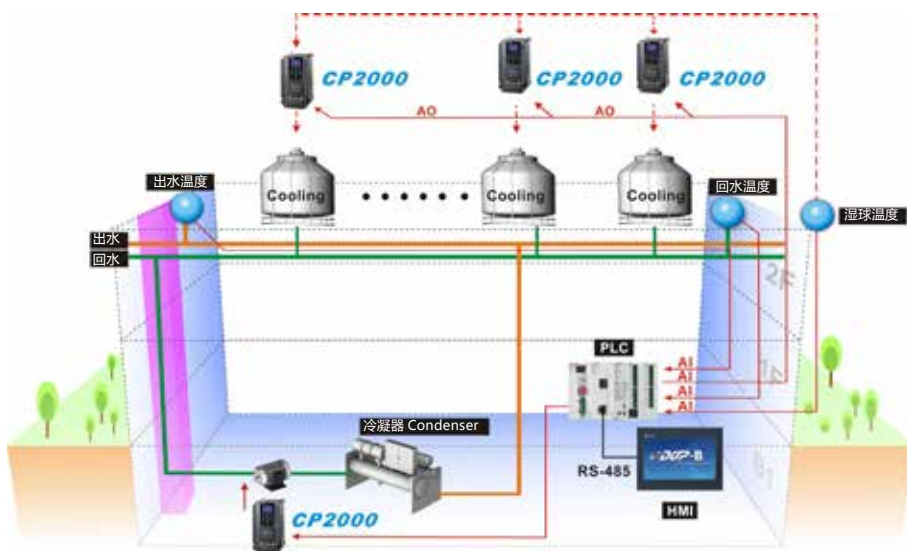 CP2000
CP2000
CP2000
AO
AO
出水温度
Cooling
Cooling
Cooling
回水温度
湿球温度
出水
回水
2F
PLC
1F
AI
AI
AI
AI
冷凝器 Condenser
RS-485
DOP-B
B1
CP2000
HMI